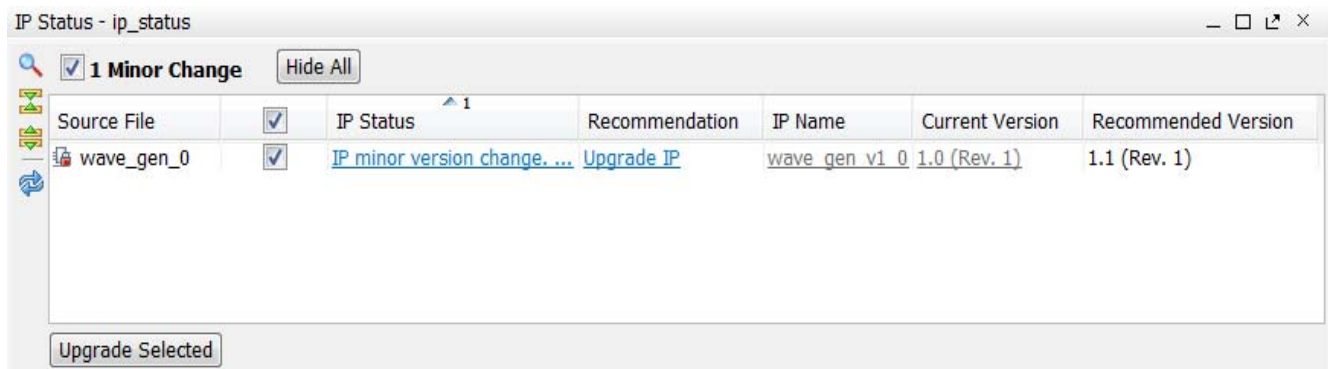 IP Status - ip_status
1 Minor Change Hide All
1
Source File IP Status Recommendation IP Name Current Version Recommended Version
wave_gen_0 IP minor version change. ... Upgrade IP wave_gen_v1_0 1.0 (Rev. 1) 1.1 (Rev. 1)
Upgrade Selected